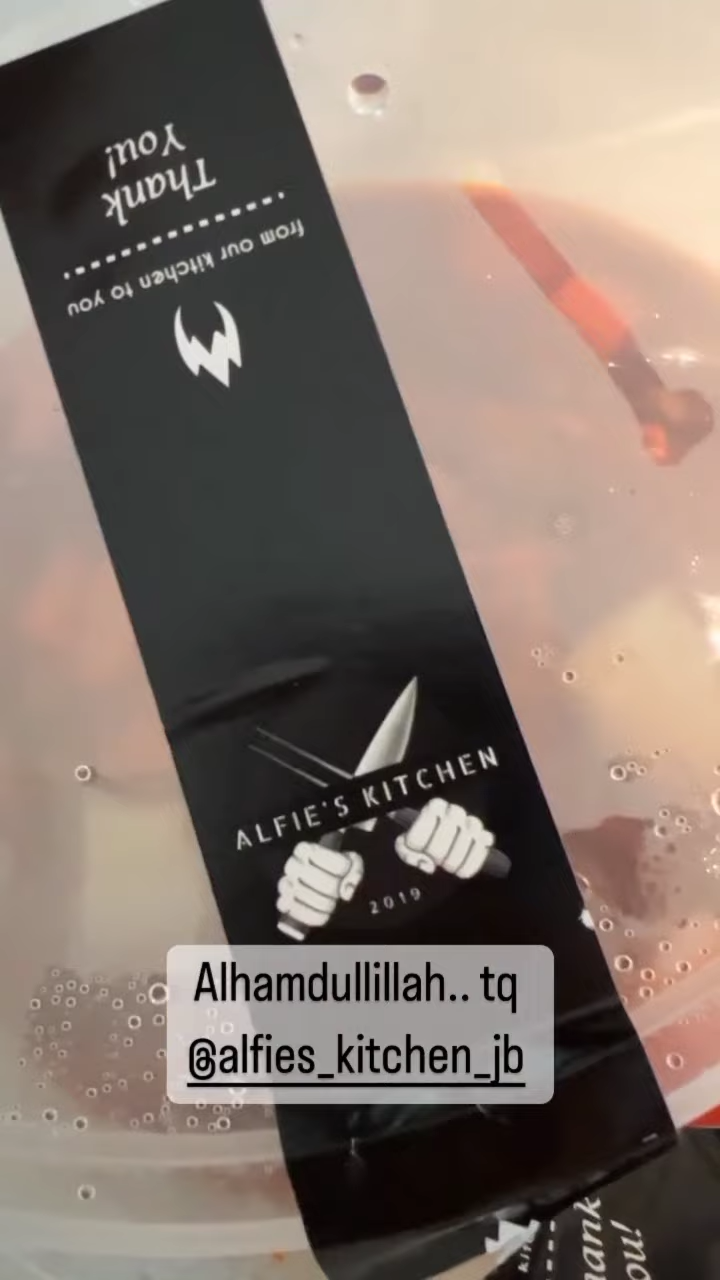 Thank
You!
from our kitchen to you
ALFIE'S KITCHEN
2019
Alhamdullillah.. tq
@alfies_kitchen_jb